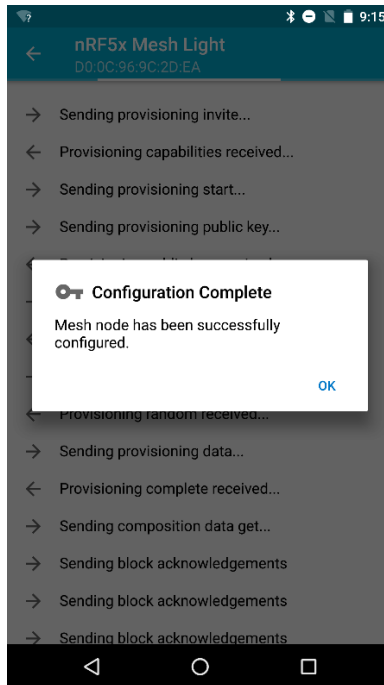 9:15
nRF5x Mesh Light
D0:0C:96:9C:2D:EA
Sending provisioning invite...
Provisioning capabilities received...
Sending provisioning start...
Sending provisioning public key...
Configuration Complete
Mesh node has been successfully
configured.
OK
Provisioning random received...
Sending provisioning data...
Provisioning complete received...
Sending composition data get...
Sending block acknowledgements
Sending block acknowledgements
Sending block acknowledgements